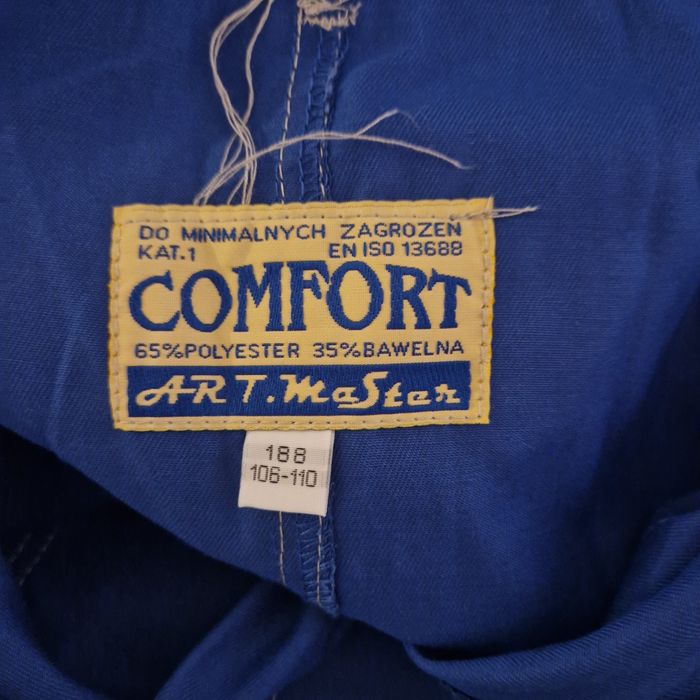 DO MINIMALNYCH ZAGROZEN
KAT.1 EN ISO 13688
COMFORT
65%POLYESTER 35%BAWELNA
ART.MaSter
188
106-110